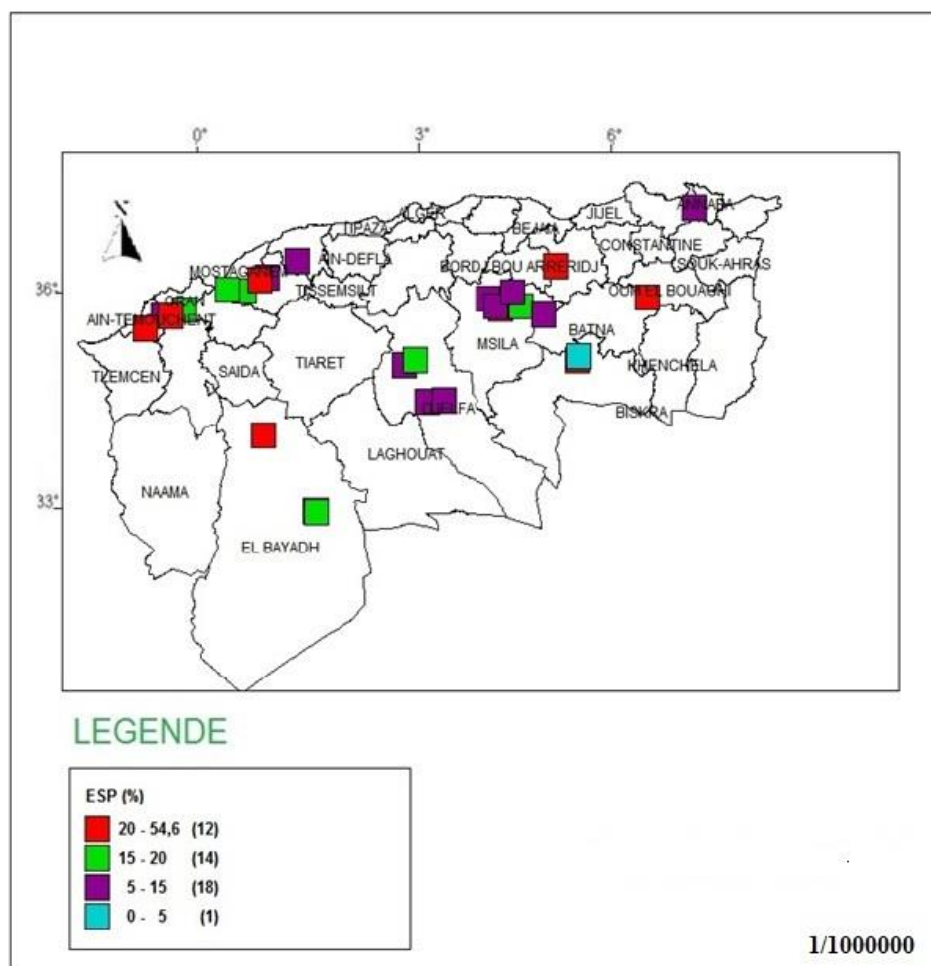 0° 3° 6°
N
ANNABA
ALGER JIJEL
TIPAZA BEJAIA
CONSTANTINE
AIN-DEFLA SOUK-AHRAS
MOSTAGANEM BORDJ BOU ARRERIDJ
36° TISSEMSILT OUM EL BOUAGHI
ORAN
AIN-TEMOUCHENT BATNA
MSILA
TIARET KHENCHELA
TLEMCEN SAIDA
DJELFA BISKRA
LAGHOUAT
NAAMA
33°
EL BAYADH
LEGENDE
ESP (%)
20 - 54,6 (12)
15 - 20 (14)
5 - 15 (18)
0 - 5 (1)
1/1000000